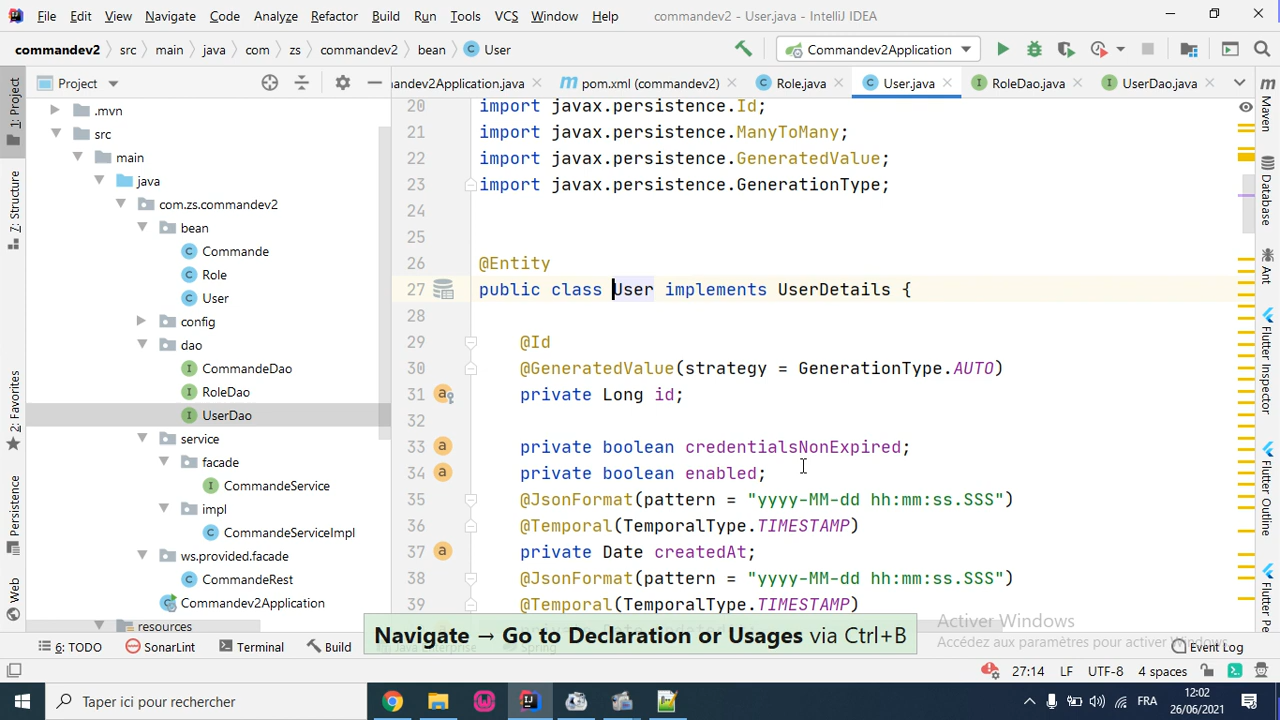 File Edit View Navigate Code Analyze Refactor Build Run Tools VCS Window Help commandev2 - User.java - IntelliJ IDEA
commandev2 src main java com zs commandev2 bean User Commandev2Application
Project andev2Application.java pom.xml (commandev2) Role.java User.java RoleDao.java UserDao.java
1: Project
7: Structure
2: Favorites
Persistence
Web
.mvn
src
main
java
com.zs.commandev2
bean
Commande
Role
User
config
dao
CommandeDao
RoleDao
UserDao
service
facade
CommandeService
impl
CommandeServiceImpl
ws.provided.facade
CommandeRest
Commandev2Application
resources
20 import javax.persistence.Id;
21 import javax.persistence.ManyToMany;
22 import javax.persistence.GeneratedValue;
23 import javax.persistence.GenerationType;
24
25
26 @Entity
27 public class User implements UserDetails {
28
29 @Id
30 @GeneratedValue(strategy = GenerationType.AUTO)
31 private Long id;
32
33 private boolean credentialsNonExpired;
34 private boolean enabled;
35 @JsonFormat(pattern = "yyyy-MM-dd hh:mm:ss.SSS")
36 @Temporal(TemporalType.TIMESTAMP)
37 private Date createdAt;
38 @JsonFormat(pattern = "yyyy-MM-dd hh:mm:ss.SSS")
39 @Temporal(TemporalType.TIMESTAMP)
Maven
Database
Ant
Flutter Inspector
Flutter Outline
Flutter Pe
Navigate → Go to Declaration or Usages via Ctrl+B
Activer Windows
Accédez aux paramètres pour activer Windows.
6: TODO SonarLint Terminal Build Java Enterprise Spring Event Log
27:14 LF UTF-8 4 spaces
Taper ici pour rechercher FRA 12:02
26/06/2021